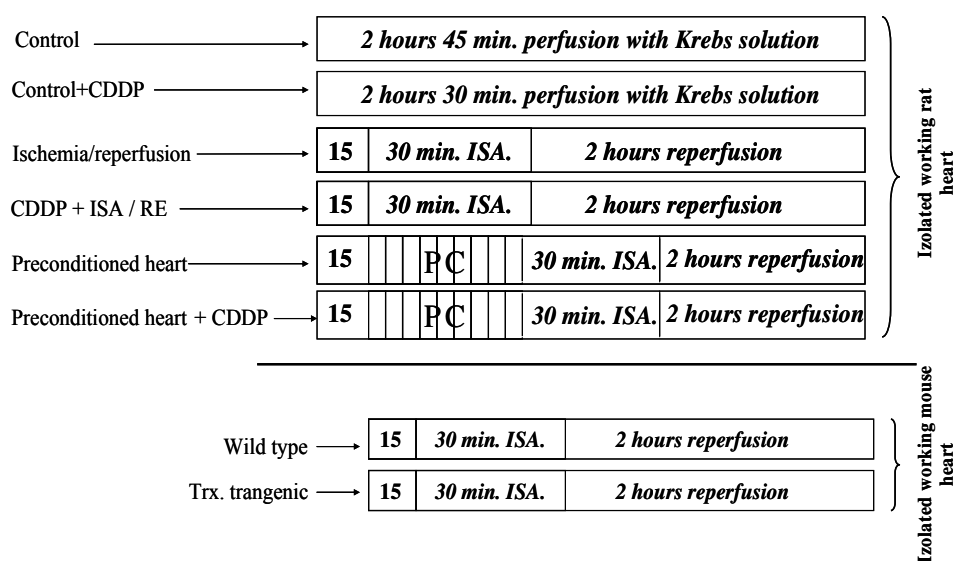 Control
2 hours 45 min. perfusion with Krebs solution
Control+CDDP
2 hours 30 min. perfusion with Krebs solution
Ischemia/reperfusion
15 30 min. ISA. 2 hours reperfusion
CDDP + ISA / RE
15 30 min. ISA. 2 hours reperfusion
Preconditioned heart
15 PC 30 min. ISA. 2 hours reperfusion
Preconditioned heart + CDDP
15 PC 30 min. ISA. 2 hours reperfusion
Izolated working rat
heart
Wild type
15 30 min. ISA. 2 hours reperfusion
Trx. trangenic
15 30 min. ISA. 2 hours reperfusion
Izolated working mouse
heart